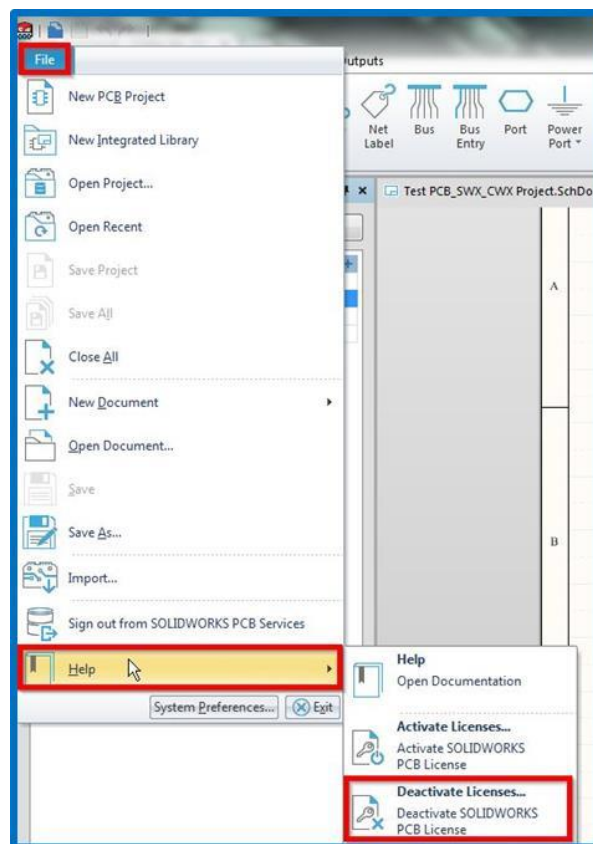 File
utputs
New PCB Project
New Integrated Library
Open Project...
Open Recent
Save Project
Save All
Close All
New Document
Open Document...
Save
Save As...
Import...
Sign out from SOLIDWORKS PCB Services
Help
System Preferences...
Exit
Net
Label
Bus
Bus
Entry
Port
Power
Port
Test PCB_SWX_CWX Project.SchDo
A
B
Help
Open Documentation
Activate Licenses...
Activate SOLIDWORKS
PCB License
Deactivate Licenses...
Deactivate SOLIDWORKS
PCB License